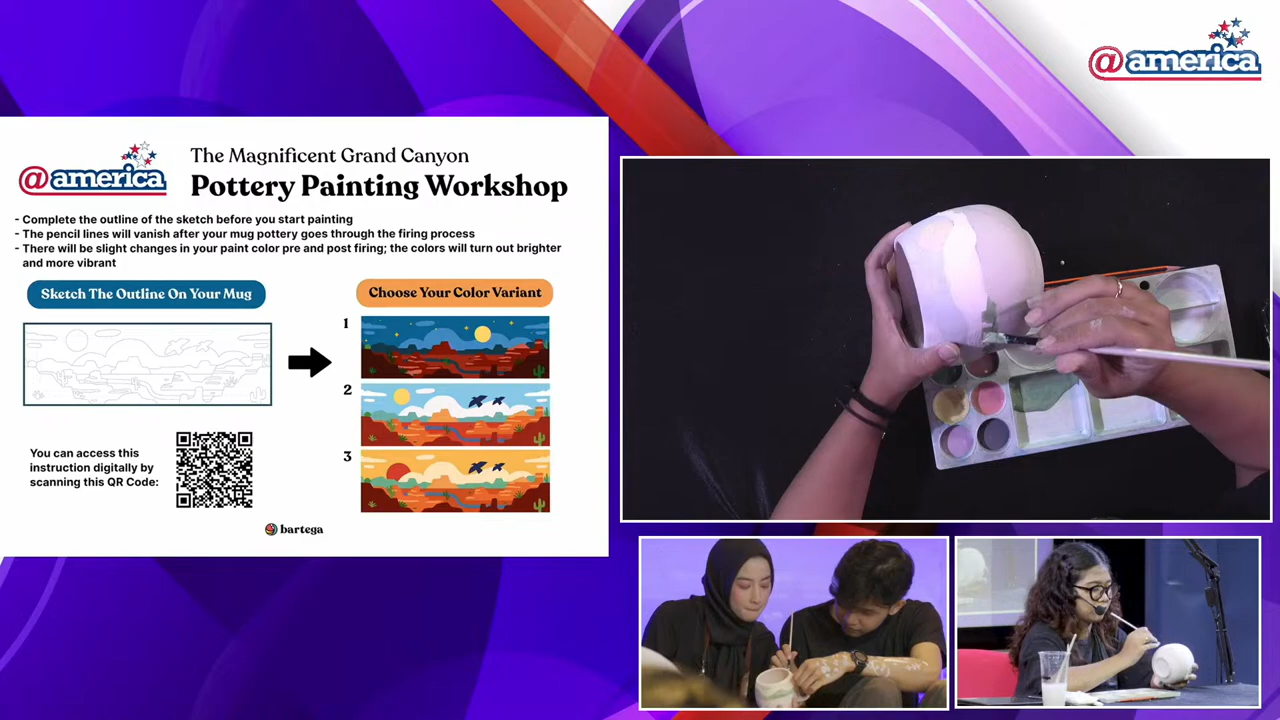 @america
@america
The Magnificent Grand Canyon
Pottery Painting Workshop
- Complete the outline of the sketch before you start painting
- The pencil lines will vanish after your mug pottery goes through the firing process
- There will be slight changes in your paint color pre and post firing; the colors will turn out brighter
and more vibrant
Sketch The Outline On Your Mug
Choose Your Color Variant
1
2
3
You can access this
instruction digitally by
scanning this QR Code:
bartega